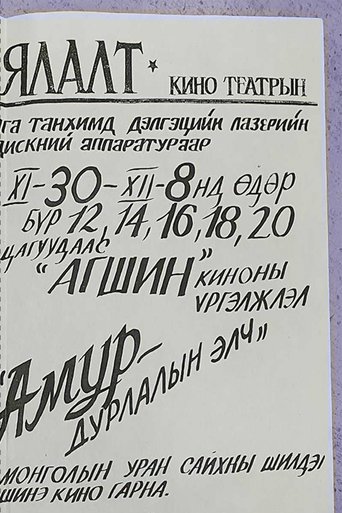 ЯЛАЛТ * КИНО ТЕАТРЫН
ГА ТАНХИМД ДЭЛГЭЦИЙН ЛАЗЕРИЙН
ДИСКНИЙ АППАРАТУРААР
XI-30-XII-8НД ӨДӨР
БҮР 12, 14, 16, 18, 20
ЦАГУУДААС
"АГШИН" КИНОНЫ
ҮРГЭЛЖЛЭЛ
"Амур-
ДУРЛАЛЫН ЭЛЧ"
МОНГОЛЫН УРАН САЙХНЫ ШИЛДЭГ
ШИНЭ КИНО ГАРНА.